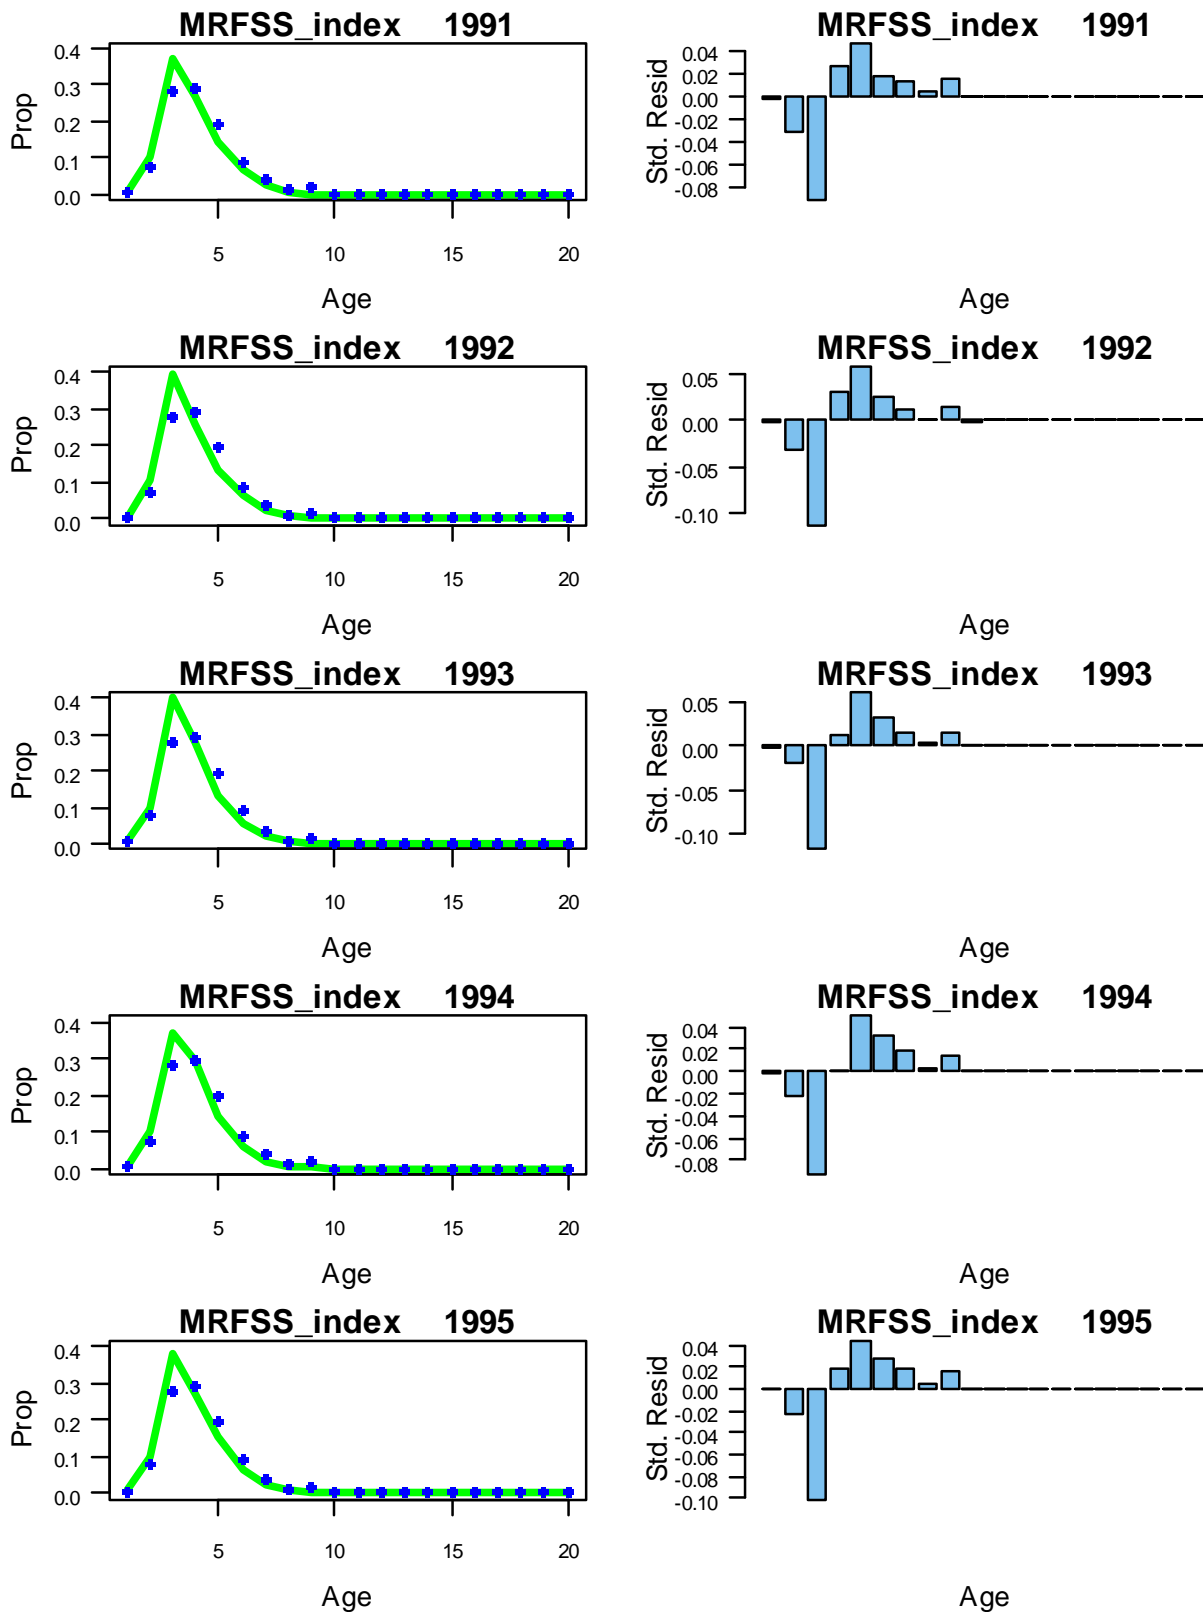 MRFSS_index 1991
Prop
0.4
0.3
0.2
0.1
0.0
5 10 15 20
Age
MRFSS_index 1991
Std. Resid
0.04
0.02
0.00
-0.02
-0.04
-0.06
-0.08
Age
MRFSS_index 1992
Prop
0.4
0.3
0.2
0.1
0.0
5 10 15 20
Age
MRFSS_index 1992
Std. Resid
0.05
0.00
-0.05
-0.10
Age
MRFSS_index 1993
Prop
0.4
0.3
0.2
0.1
0.0
5 10 15 20
Age
MRFSS_index 1993
Std. Resid
0.05
0.00
-0.05
-0.10
Age
MRFSS_index 1994
Prop
0.4
0.3
0.2
0.1
0.0
5 10 15 20
Age
MRFSS_index 1994
Std. Resid
0.04
0.02
0.00
-0.02
-0.04
-0.06
-0.08
Age
MRFSS_index 1995
Prop
0.4
0.3
0.2
0.1
0.0
5 10 15 20
Age
MRFSS_index 1995
Std. Resid
0.04
0.02
0.00
-0.02
-0.04
-0.06
-0.08
-0.10
Age